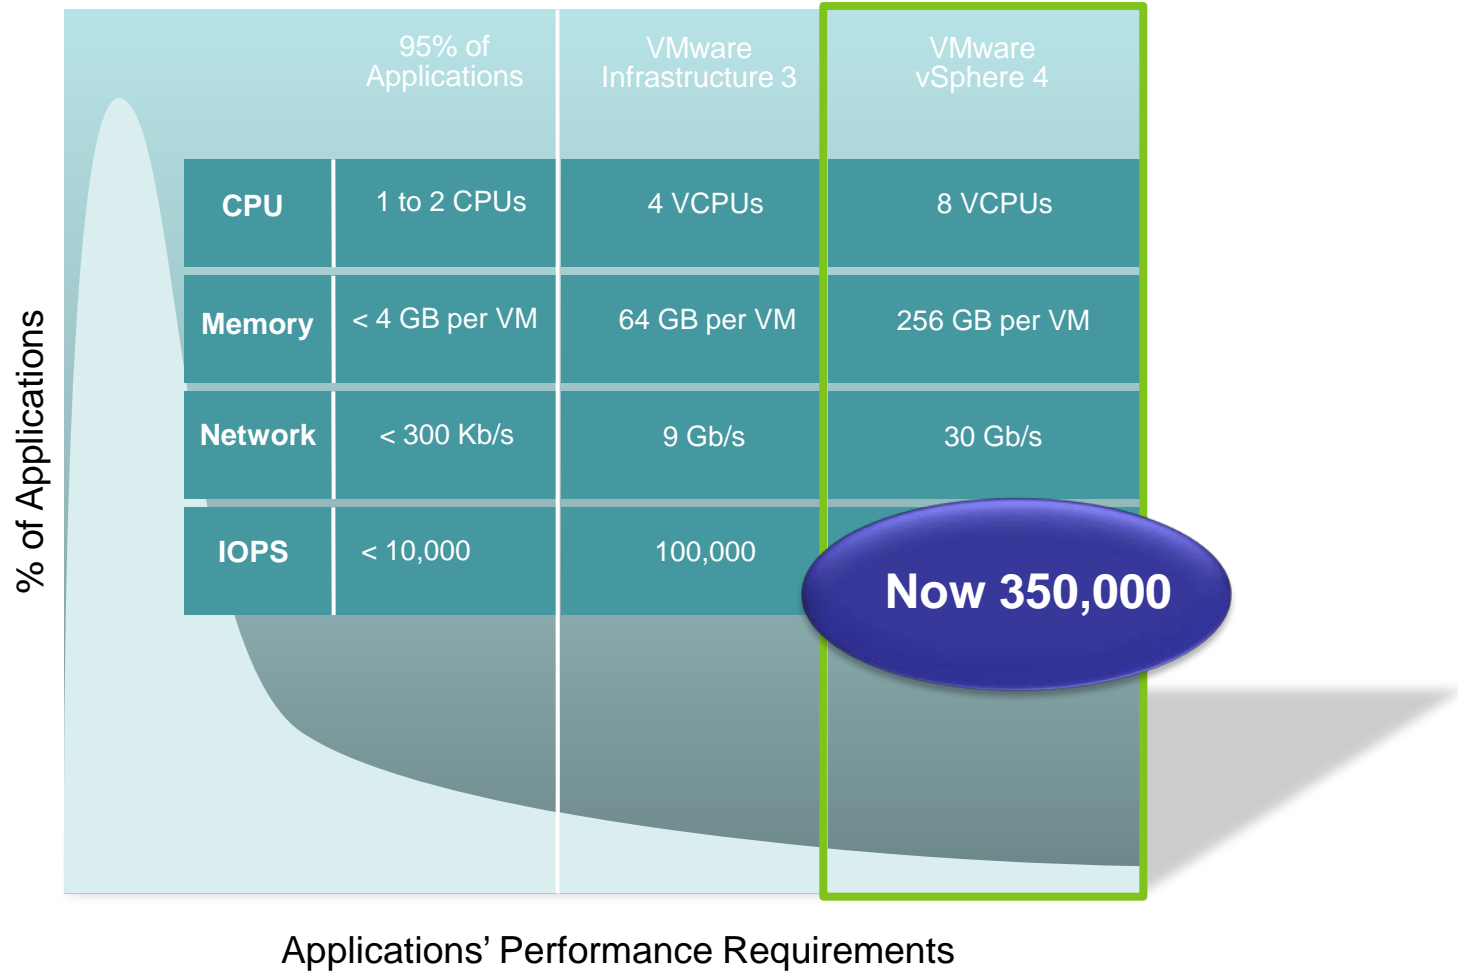 95% of
Applications
VMware
Infrastructure 3
VMware
vSphere 4
CPU
1 to 2 CPUs
4 VCPUs
8 VCPUs
Memory
< 4 GB per VM
64 GB per VM
256 GB per VM
Network
< 300 Kb/s
9 Gb/s
30 Gb/s
IOPS
< 10,000
100,000
Now 350,000
% of Applications
Applications’ Performance Requirements